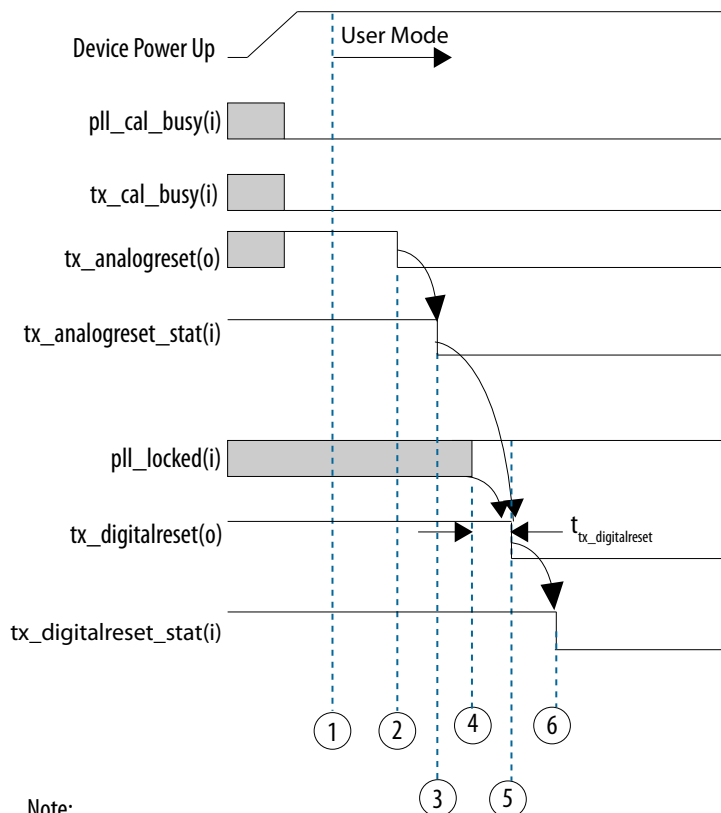 Device Power Up
User Mode
pll_cal_busy(i)
tx_cal_busy(i)
tx_analogreset(o)
tx_analogreset_stat(i)
pll_locked(i)
tx_digitalreset(o)
t tx_digitalreset
tx_digitalreset_stat(i)
1
2
4
6
3
5
Note: